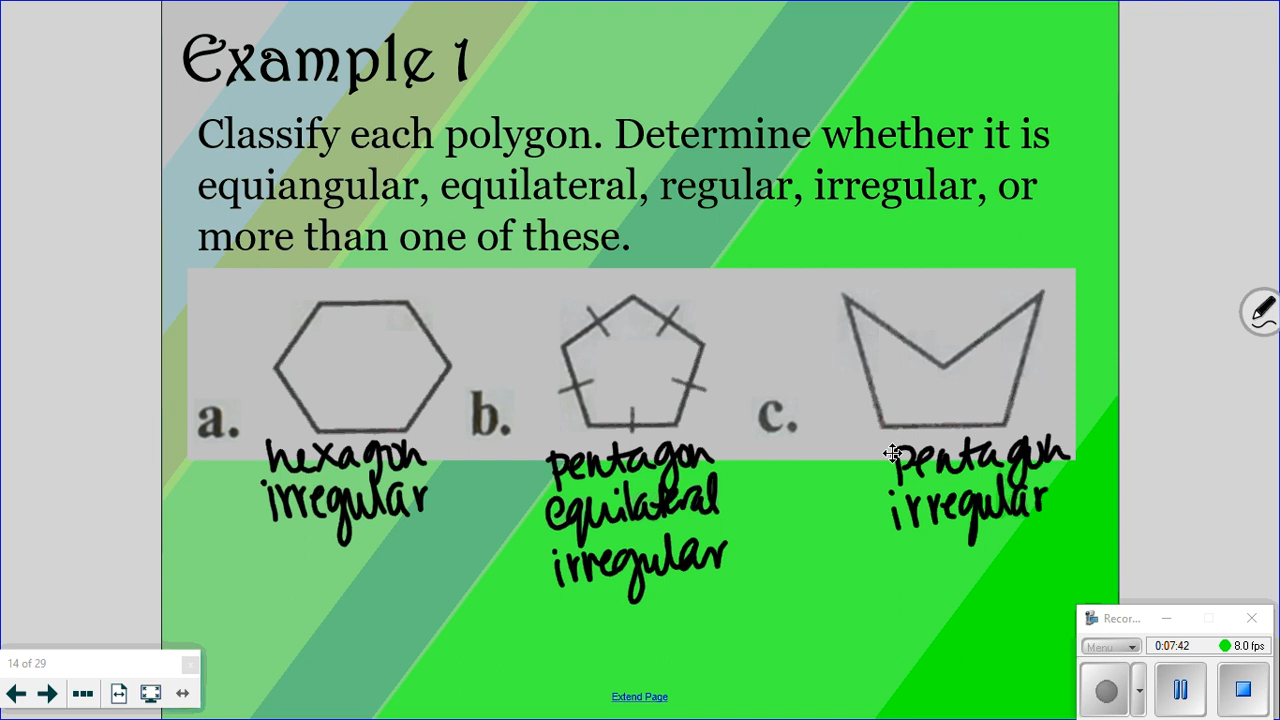 Example 1
Classify each polygon. Determine whether it is
equiangular, equilateral, regular, irregular, or
more than one of these.
a.
b.
c.
hexagon
irregular
pentagon
equilateral
irregular
pentagon
irregular
14 of 29
x
Extend Page
Recor...
Menu
0:07:42
8.0 fps